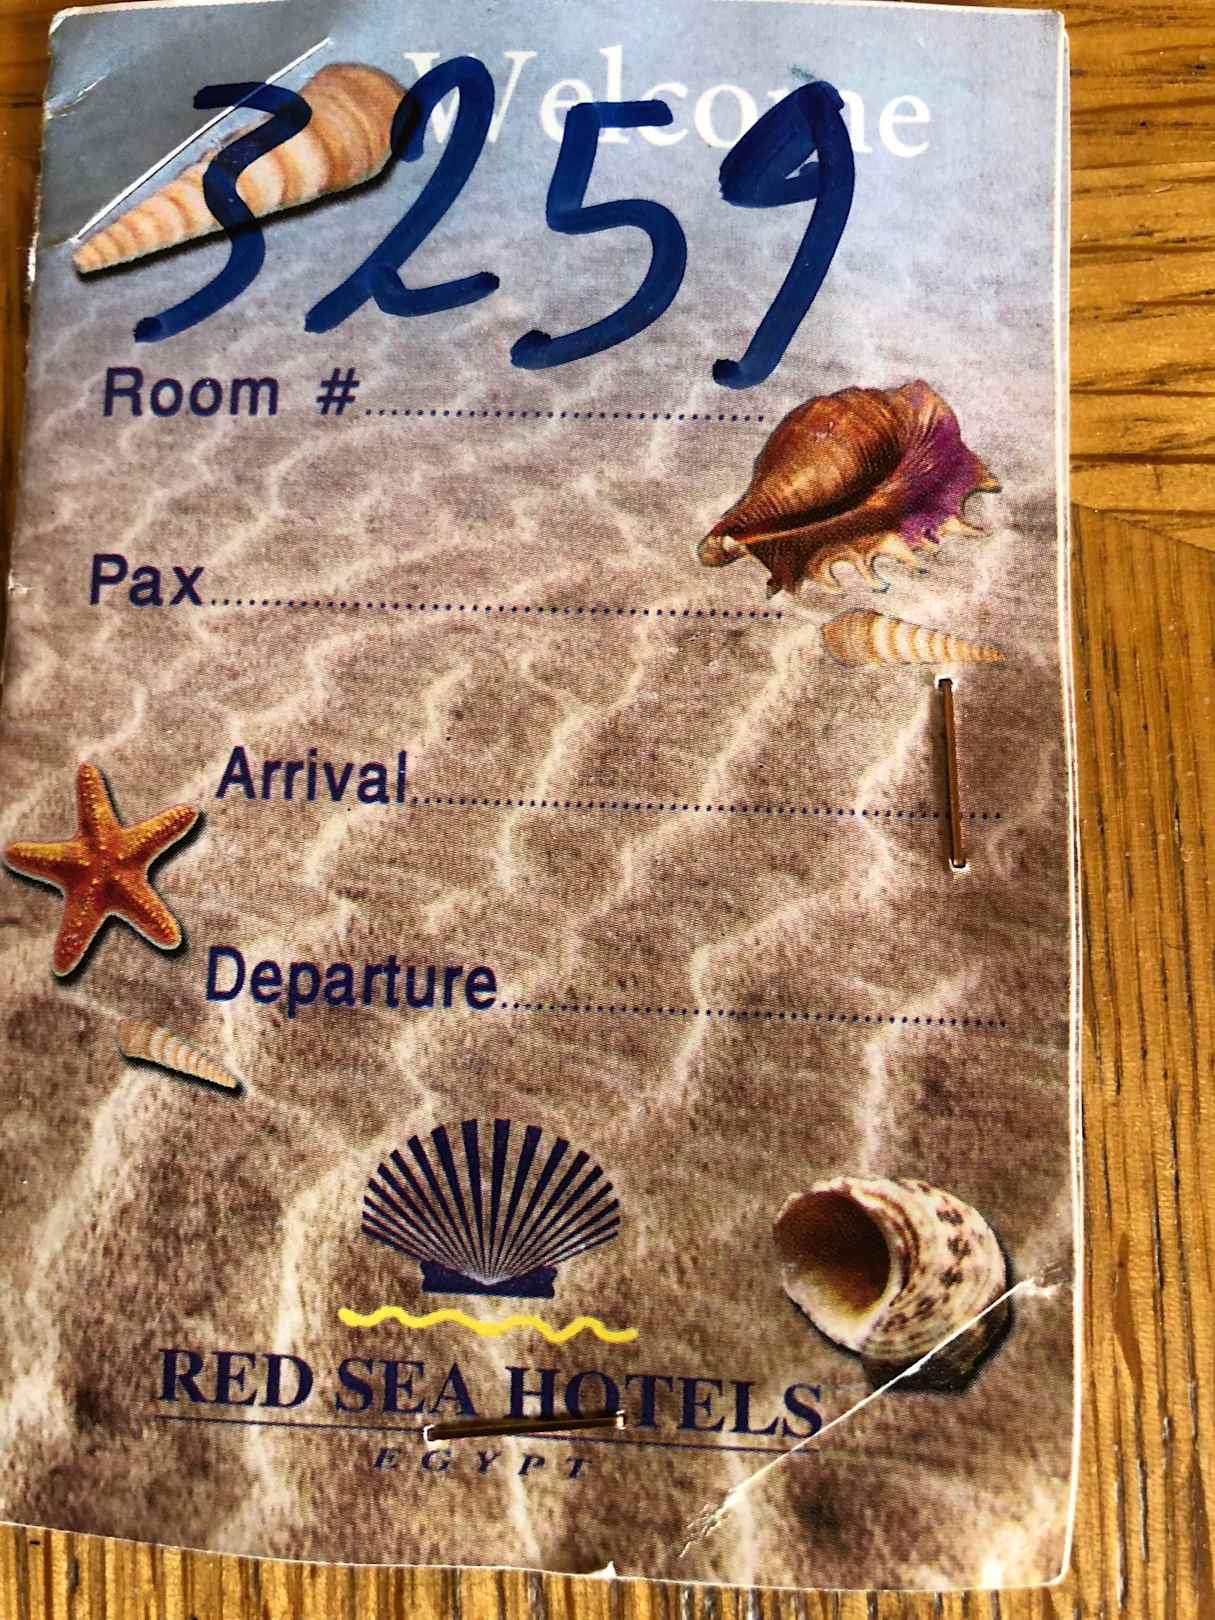 Welcome
3259
Room #
Pax
Arrival
Departure
RED SEA HOTELS
EGYPT